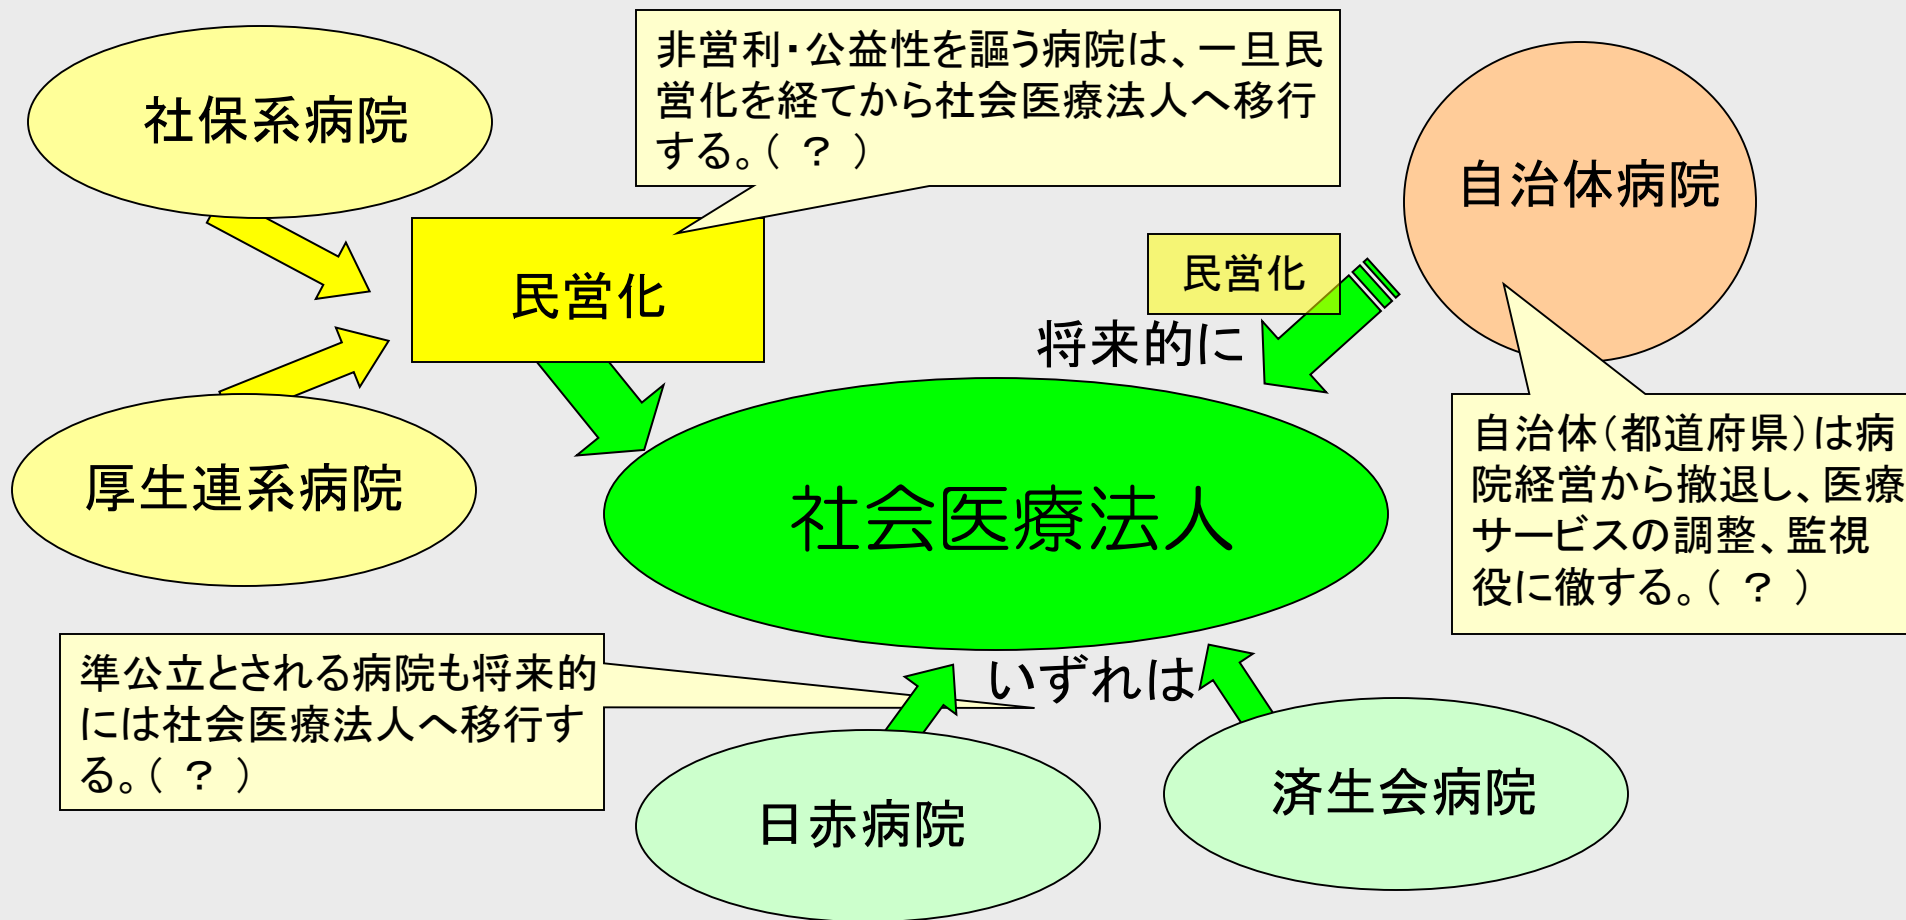 非営利・公益性を謳う病院は、一旦民
営化を経てから社会医療法人へ移行
する。（ ？ ）
社保系病院
自治体病院
民営化
民営化
将来的に
厚生連系病院
社会医療法人
自治体（都道府県）は病
院経営から撤退し、医療
サービスの調整、監視
役に徹する。（ ？ ）
準公立とされる病院も将来的
には社会医療法人へ移行す
る。（ ？ ）
いずれは
日赤病院
済生会病院